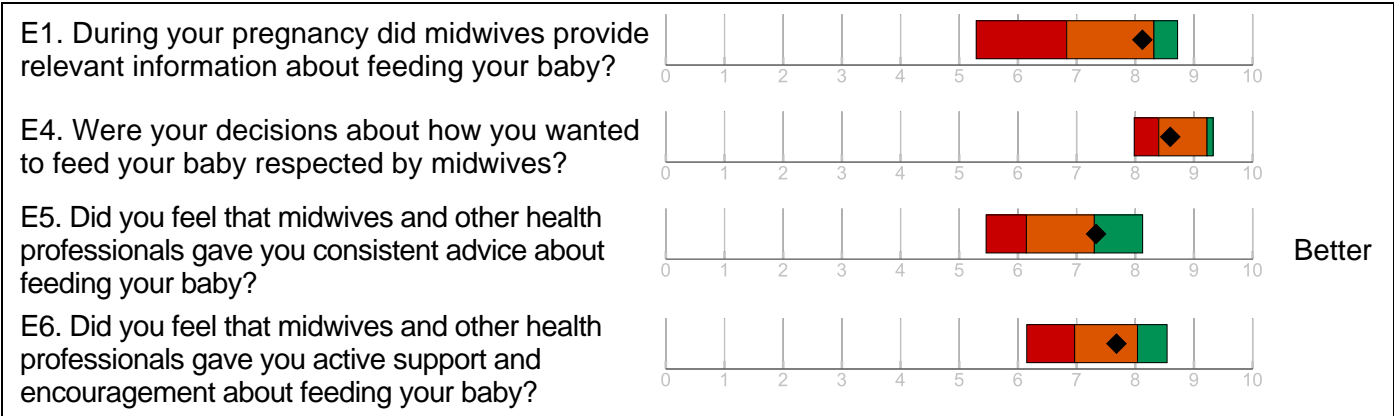 E1. During your pregnancy did midwives provide
relevant information about feeding your baby?
0 1 2 3 4 5 6 7 8 9 10
E4. Were your decisions about how you wanted
to feed your baby respected by midwives?
0 1 2 3 4 5 6 7 8 9 10
E5. Did you feel that midwives and other health
professionals gave you consistent advice about
feeding your baby?
0 1 2 3 4 5 6 7 8 9 10
Better
E6. Did you feel that midwives and other health
professionals gave you active support and
encouragement about feeding your baby?
0 1 2 3 4 5 6 7 8 9 10